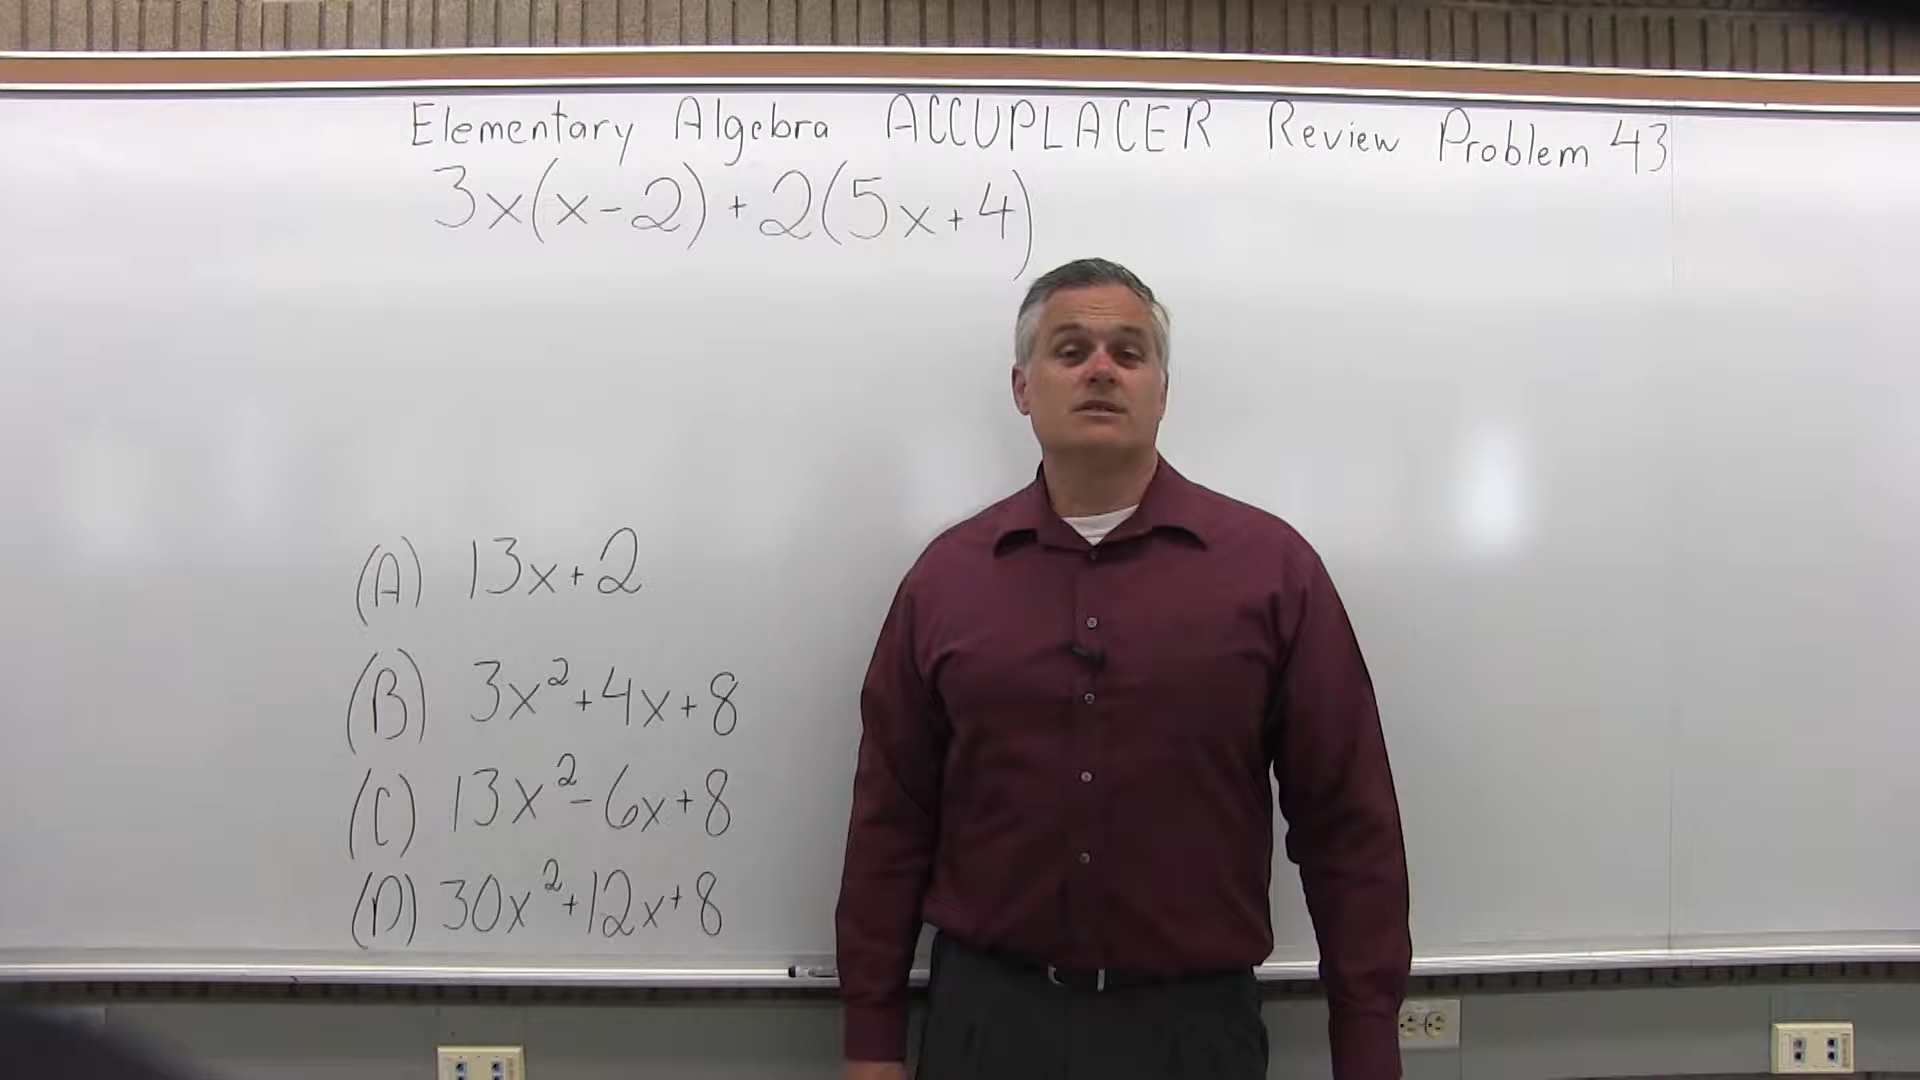 Elementary Algebra ACCUPLACER Review Problem 43
3x(x-2)+2(5x+4)
(A) 13x+2
(B) 3x²+4x+8
(C) 13x²-6x+8
(D) 30x²+12x+8